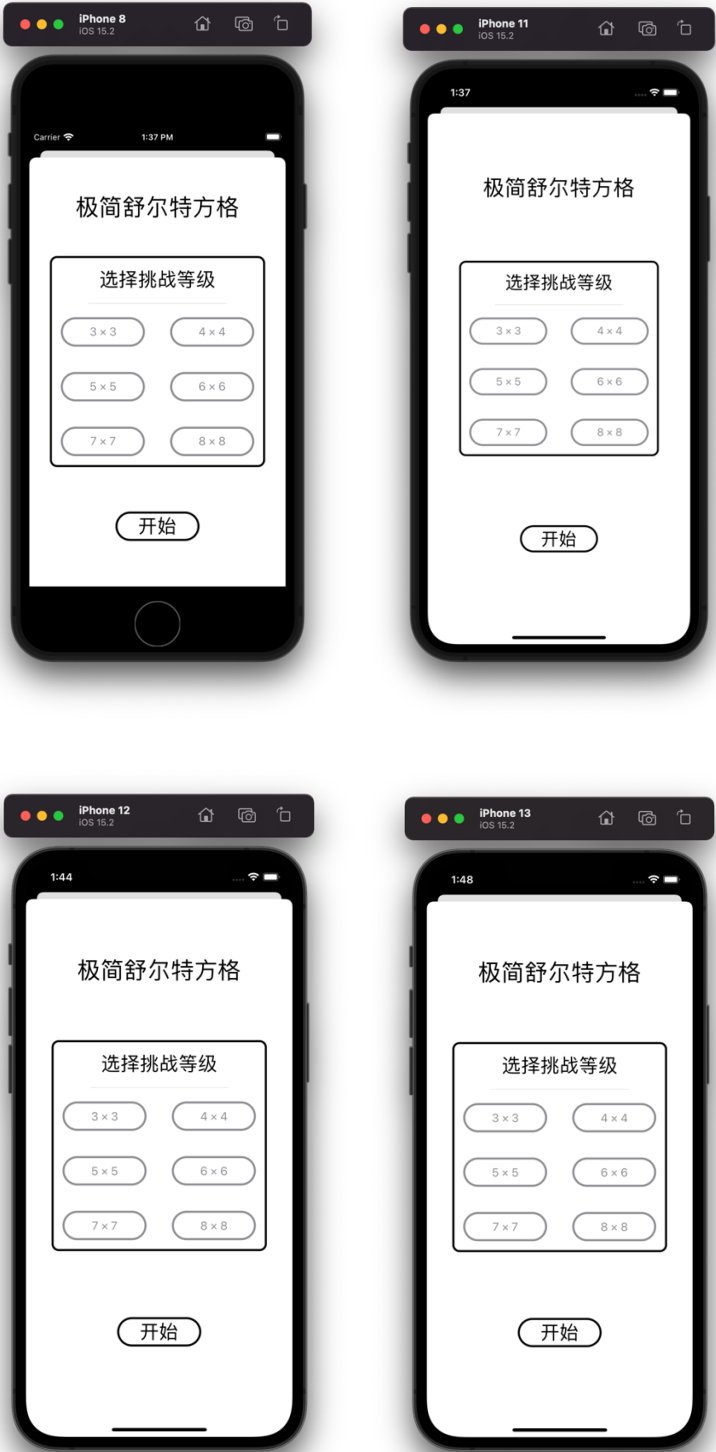 iPhone 8
iOS 15.2
Carrier 1:37 PM
极简舒尔特方格
选择挑战等级
3 × 3 4 × 4
5 × 5 6 × 6
7 × 7 8 × 8
开始
iPhone 11
iOS 15.2
1:37
极简舒尔特方格
选择挑战等级
3 × 3 4 × 4
5 × 5 6 × 6
7 × 7 8 × 8
开始
iPhone 12
iOS 15.2
1:44
极简舒尔特方格
选择挑战等级
3 × 3 4 × 4
5 × 5 6 × 6
7 × 7 8 × 8
开始
iPhone 13
iOS 15.2
1:48
极简舒尔特方格
选择挑战等级
3 × 3 4 × 4
5 × 5 6 × 6
7 × 7 8 × 8
开始